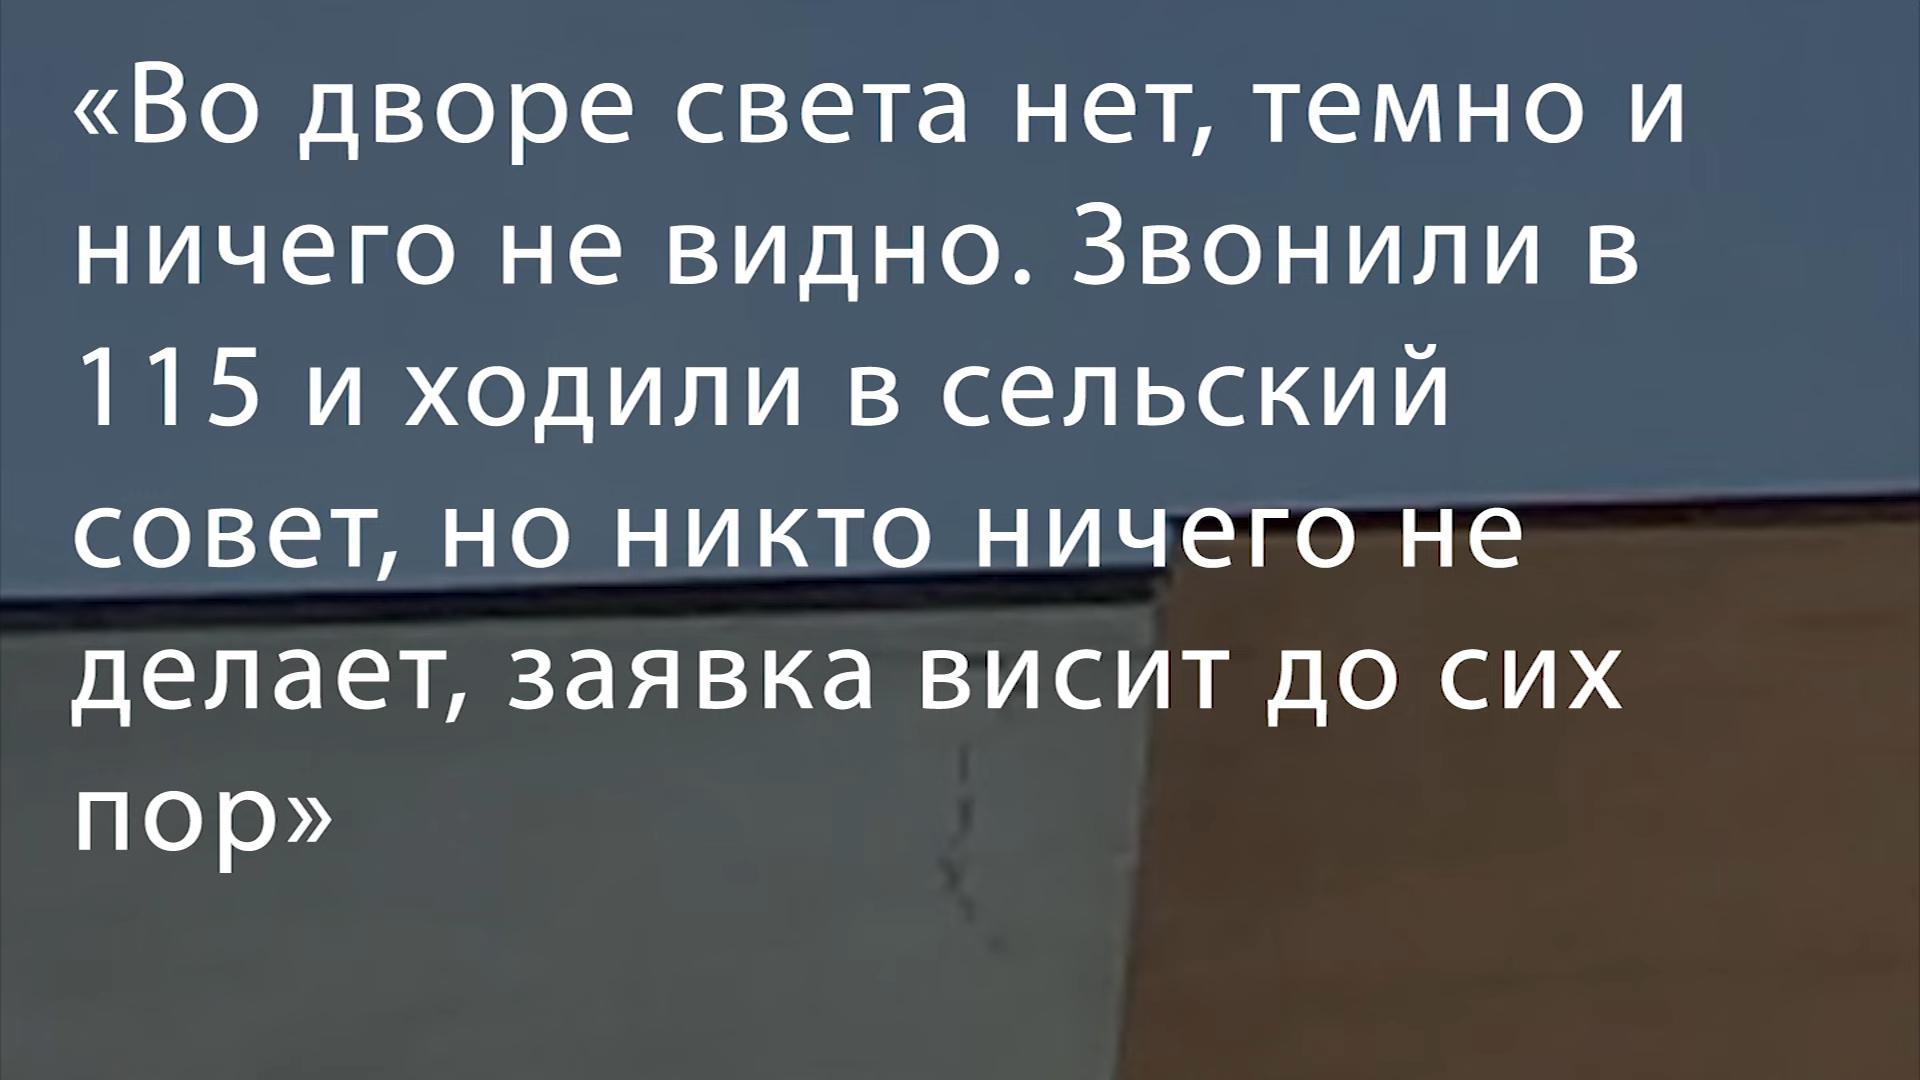 «Во дворе света нет, темно и
ничего не видно. Звонили в
115 и ходили в сельский
совет, но никто ничего не
делает, заявка висит до сих
пор»